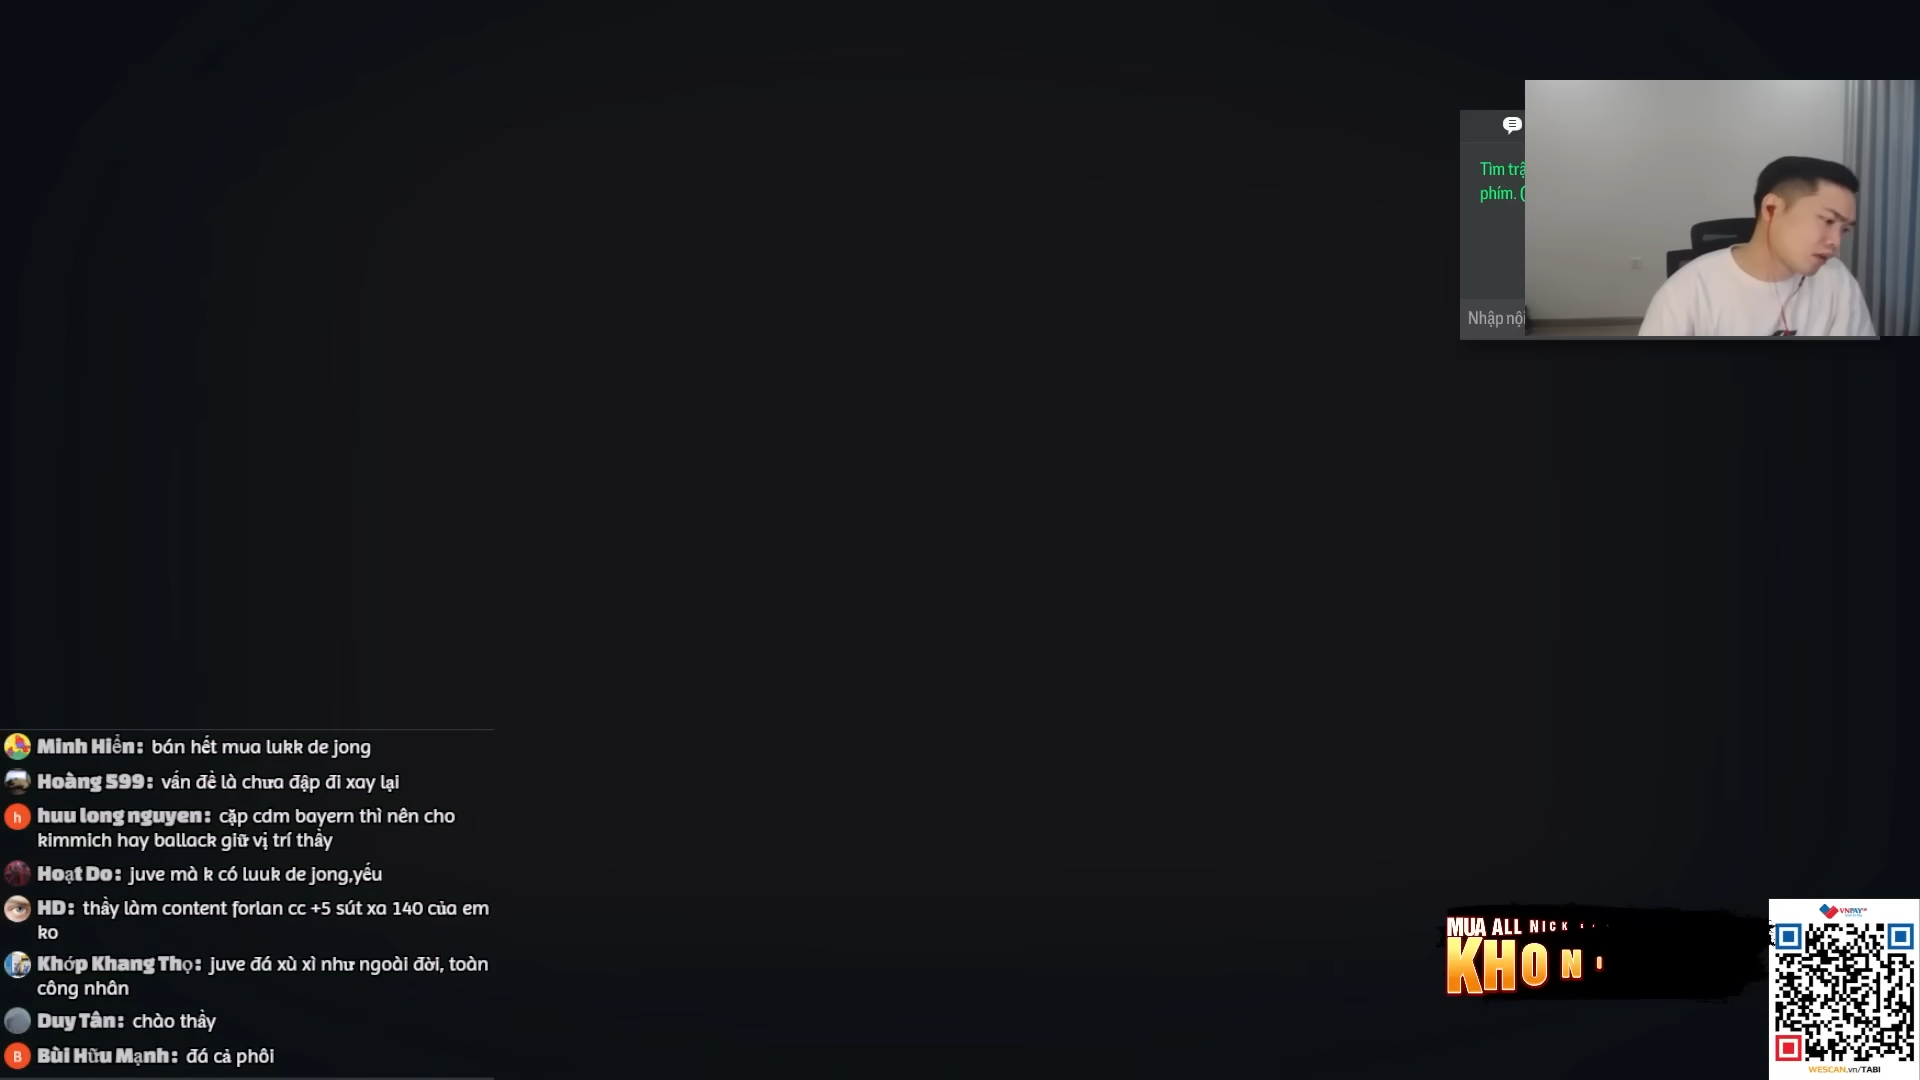 Tìm trậ
phím. (
Nhập nội
Minh Hiển: bán hết mua lukk de jong
Hoàng 599: vấn đề là chưa đập đi xay lại
huu long nguyen: cặp cdm bayern thì nên cho
kimmich hay ballack giữ vị trí thầy
Hoạt Do: juve mà k có luuk de jong,yếu
HD: thầy làm content forlan cc +5 sút xa 140 của em
ko
Khớp Khang Thọ: juve đá xù xì như ngoài đời, toàn
công nhân
Duy Tân: chào thầy
Bùi Hữu Mạnh: đá cả phôi
MUA ALL NICK
KHO N
VNPAY
WESCAN.vn/TABI